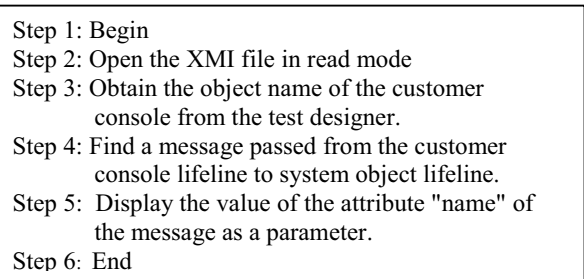 Step 1: Begin
Step 2: Open the XMI file in read mode
Step 3: Obtain the object name of the customer
console from the test designer.
Step 4: Find a message passed from the customer
console lifeline to system object lifeline.
Step 5: Display the value of the attribute "name" of
the message as a parameter.
Step 6: End